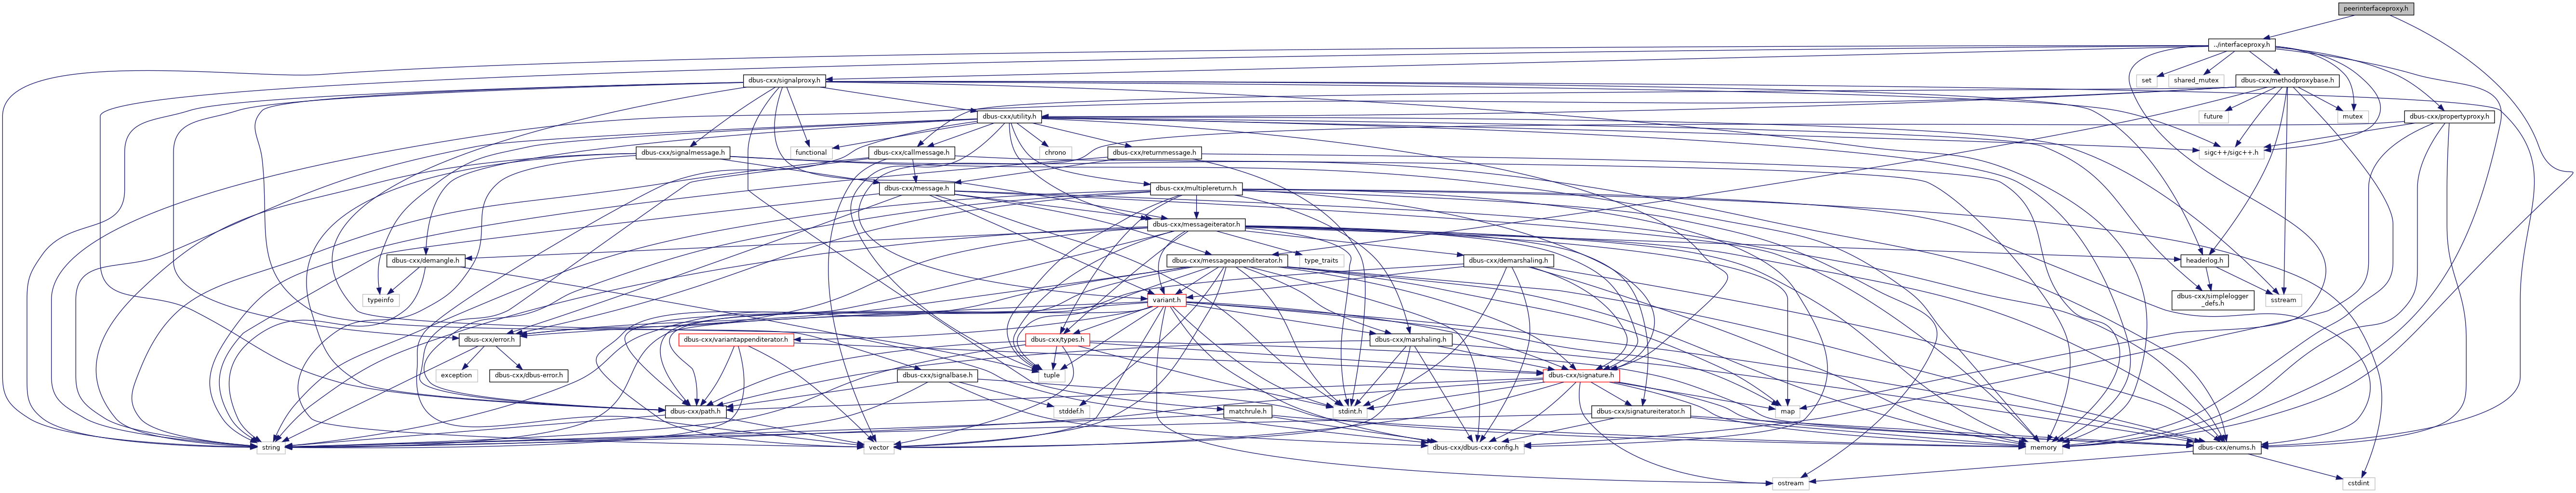 peerinterfaceproxy.h
../interfaceproxy.h
dbus-cxx/signalproxy.h
set
shared_mutex
dbus-cxx/methodproxybase.h
dbus-cxx/utility.h
future
mutex
dbus-cxx/propertyproxy.h
dbus-cxx/signalmessage.h
functional
dbus-cxx/callmessage.h
chrono
dbus-cxx/returnmessage.h
sigc++/sigc++.h
dbus-cxx/message.h
dbus-cxx/multiplereturn.h
dbus-cxx/messageiterator.h
dbus-cxx/demangle.h
dbus-cxx/messageappenditerator.h
type_traits
dbus-cxx/demarshaling.h
headerlog.h
typeinfo
variant.h
dbus-cxx/simplelogger
_defs.h
sstream
dbus-cxx/error.h
dbus-cxx/variantappenditerator.h
dbus-cxx/types.h
dbus-cxx/marshaling.h
exception
dbus-cxx/dbus-error.h
dbus-cxx/signalbase.h
tuple
dbus-cxx/signature.h
dbus-cxx/path.h
stddef.h
matchrule.h
stdint.h
dbus-cxx/signatureiterator.h
map
string
vector
dbus-cxx/dbus-cxx-config.h
memory
dbus-cxx/enums.h
ostream
cstdint